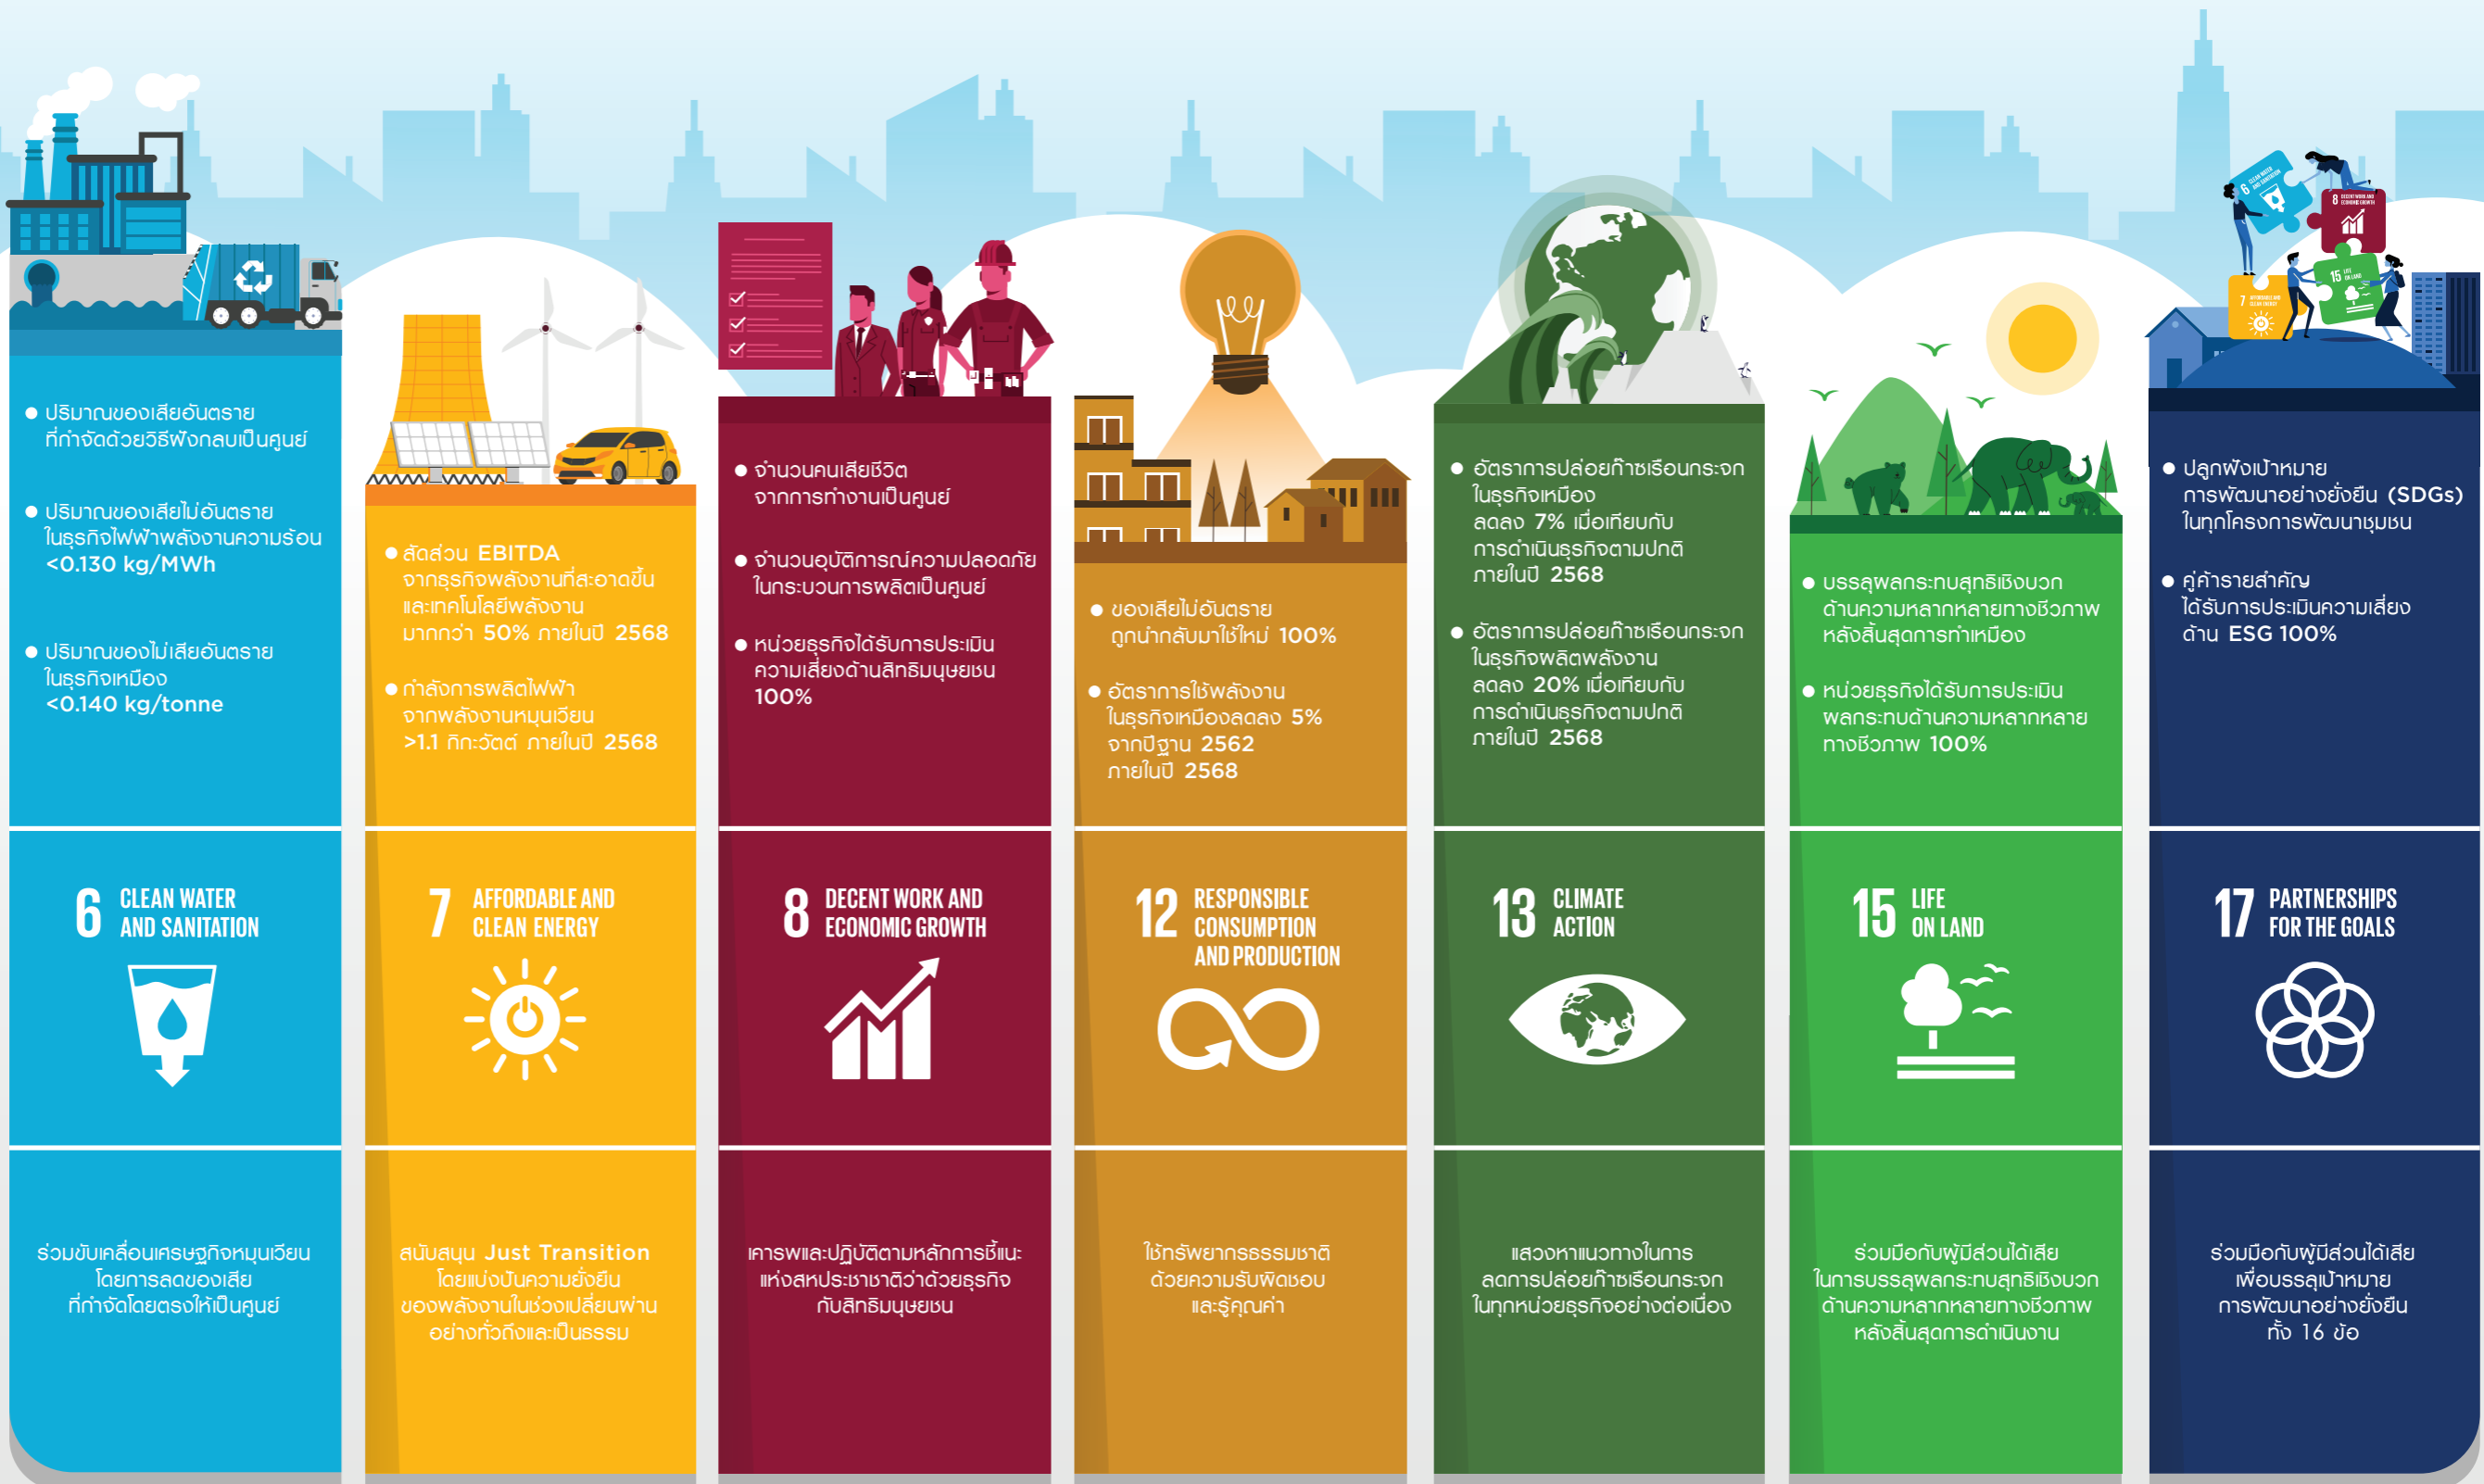 ● ปริมาณของเสียอันตราย
ที่กำจัดด้วยวิธีฝังกลบเป็นศูนย์
● ปริมาณของเสียไม่อันตราย
ในธุรกิจไฟฟ้าพลังงานความร้อน
<0.130 kg/MWh
● ปริมาณของไม่เสียอันตราย
ในธุรกิจเหมือง
<0.140 kg/tonne
6 CLEAN WATER
AND SANITATION
ร่วมขับเคลื่อนเศรษฐกิจหมุนเวียน
โดยการลดของเสีย
ที่กำจัดโดยตรงให้เป็นศูนย์
● สัดส่วน EBITDA
จากธุรกิจพลังงานที่สะอาดขึ้น
และเทคโนโลยีพลังงาน
มากกว่า 50% ภายในปี 2568
● กำลังการผลิตไฟฟ้า
จากพลังงานหมุนเวียน
>1.1 กิกะวัตต์ ภายในปี 2568
7 AFFORDABLE AND
CLEAN ENERGY
สนับสนุน Just Transition
โดยแบ่งปันความยั่งยืน
ของพลังงานในช่วงเปลี่ยนผ่าน
อย่างทั่วถึงและเป็นธรรม
● จำนวนคนเสียชีวิต
จากการทำงานเป็นศูนย์
● จำนวนอุบัติการณ์ความปลอดภัย
ในกระบวนการผลิตเป็นศูนย์
● หน่วยธุรกิจได้รับการประเมิน
ความเสี่ยงด้านสิทธิมนุษยชน
100%
8 DECENT WORK AND
ECONOMIC GROWTH
เคารพและปฏิบัติตามหลักการชี้แนะ
แห่งสหประชาชาติว่าด้วยธุรกิจ
กับสิทธิมนุษยชน
● ของเสียไม่อันตราย
ถูกนำกลับมาใช้ใหม่ 100%
● อัตราการใช้พลังงาน
ในธุรกิจเหมืองลดลง 5%
จากปีฐาน 2562
ภายในปี 2568
12 RESPONSIBLE
CONSUMPTION
AND PRODUCTION
ใช้ทรัพยากรธรรมชาติ
ด้วยความรับผิดชอบ
และรู้คุณค่า
● อัตราการปล่อยก๊าซเรือนกระจก
ในธุรกิจเหมือง
ลดลง 7% เมื่อเทียบกับ
การดำเนินธุรกิจตามปกติ
ภายในปี 2568
● อัตราการปล่อยก๊าซเรือนกระจก
ในธุรกิจผลิตพลังงาน
ลดลง 20% เมื่อเทียบกับ
การดำเนินธุรกิจตามปกติ
ภายในปี 2568
13 CLIMATE
ACTION
แสวงหาแนวทางในการ
ลดการปล่อยก๊าซเรือนกระจก
ในทุกหน่วยธุรกิจอย่างต่อเนื่อง
● บรรลุผลกระทบสุทธิเชิงบวก
ด้านความหลากหลายทางชีวภาพ
หลังสิ้นสุดการทำเหมือง
● หน่วยธุรกิจได้รับการประเมิน
ผลกระทบด้านความหลากหลาย
ทางชีวภาพ 100%
15 LIFE
ON LAND
ร่วมมือกับผู้มีส่วนได้เสีย
ในการบรรลุผลกระทบสุทธิเชิงบวก
ด้านความหลากหลายทางชีวภาพ
หลังสิ้นสุดการดำเนินงาน
6 CLEAN WATER
AND SANITATION
8 DECENT WORK AND
ECONOMIC GROWTH
15 LIFE
ON LAND
7 AFFORDABLE AND
CLEAN ENERGY
● ปลูกฝังเป้าหมาย
การพัฒนาอย่างยั่งยืน (SDGs)
ในทุกโครงการพัฒนาชุมชน
● คู่ค้ารายสำคัญ
ได้รับการประเมินความเสี่ยง
ด้าน ESG 100%
17 PARTNERSHIPS
FOR THE GOALS
ร่วมมือกับผู้มีส่วนได้เสีย
เพื่อบรรลุเป้าหมาย
การพัฒนาอย่างยั่งยืน
ทั้ง 16 ข้อ